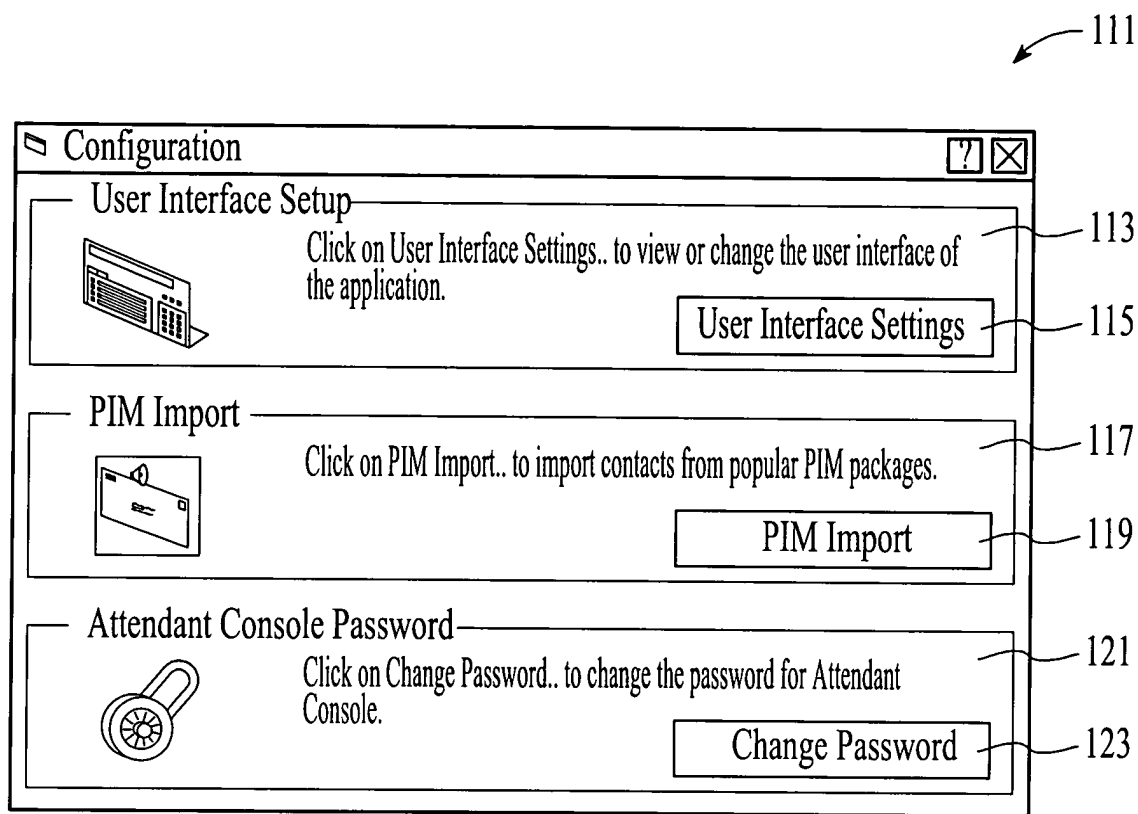 111
Configuration
?
User Interface Setup
Click on User Interface Settings.. to view or change the user interface of
the application.
113
User Interface Settings
115
PIM Import
Click on PIM Import.. to import contacts from popular PIM packages.
117
PIM Import
119
Attendant Console Password
Click on Change Password.. to change the password for Attendant
Console.
121
Change Password
123